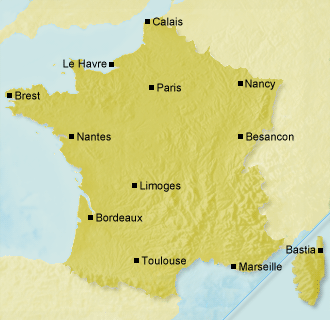 Calais
Le Havre
Paris
Nancy
Brest
Nantes
Besancon
Limoges
Bordeaux
Bastia
Toulouse
Marseille